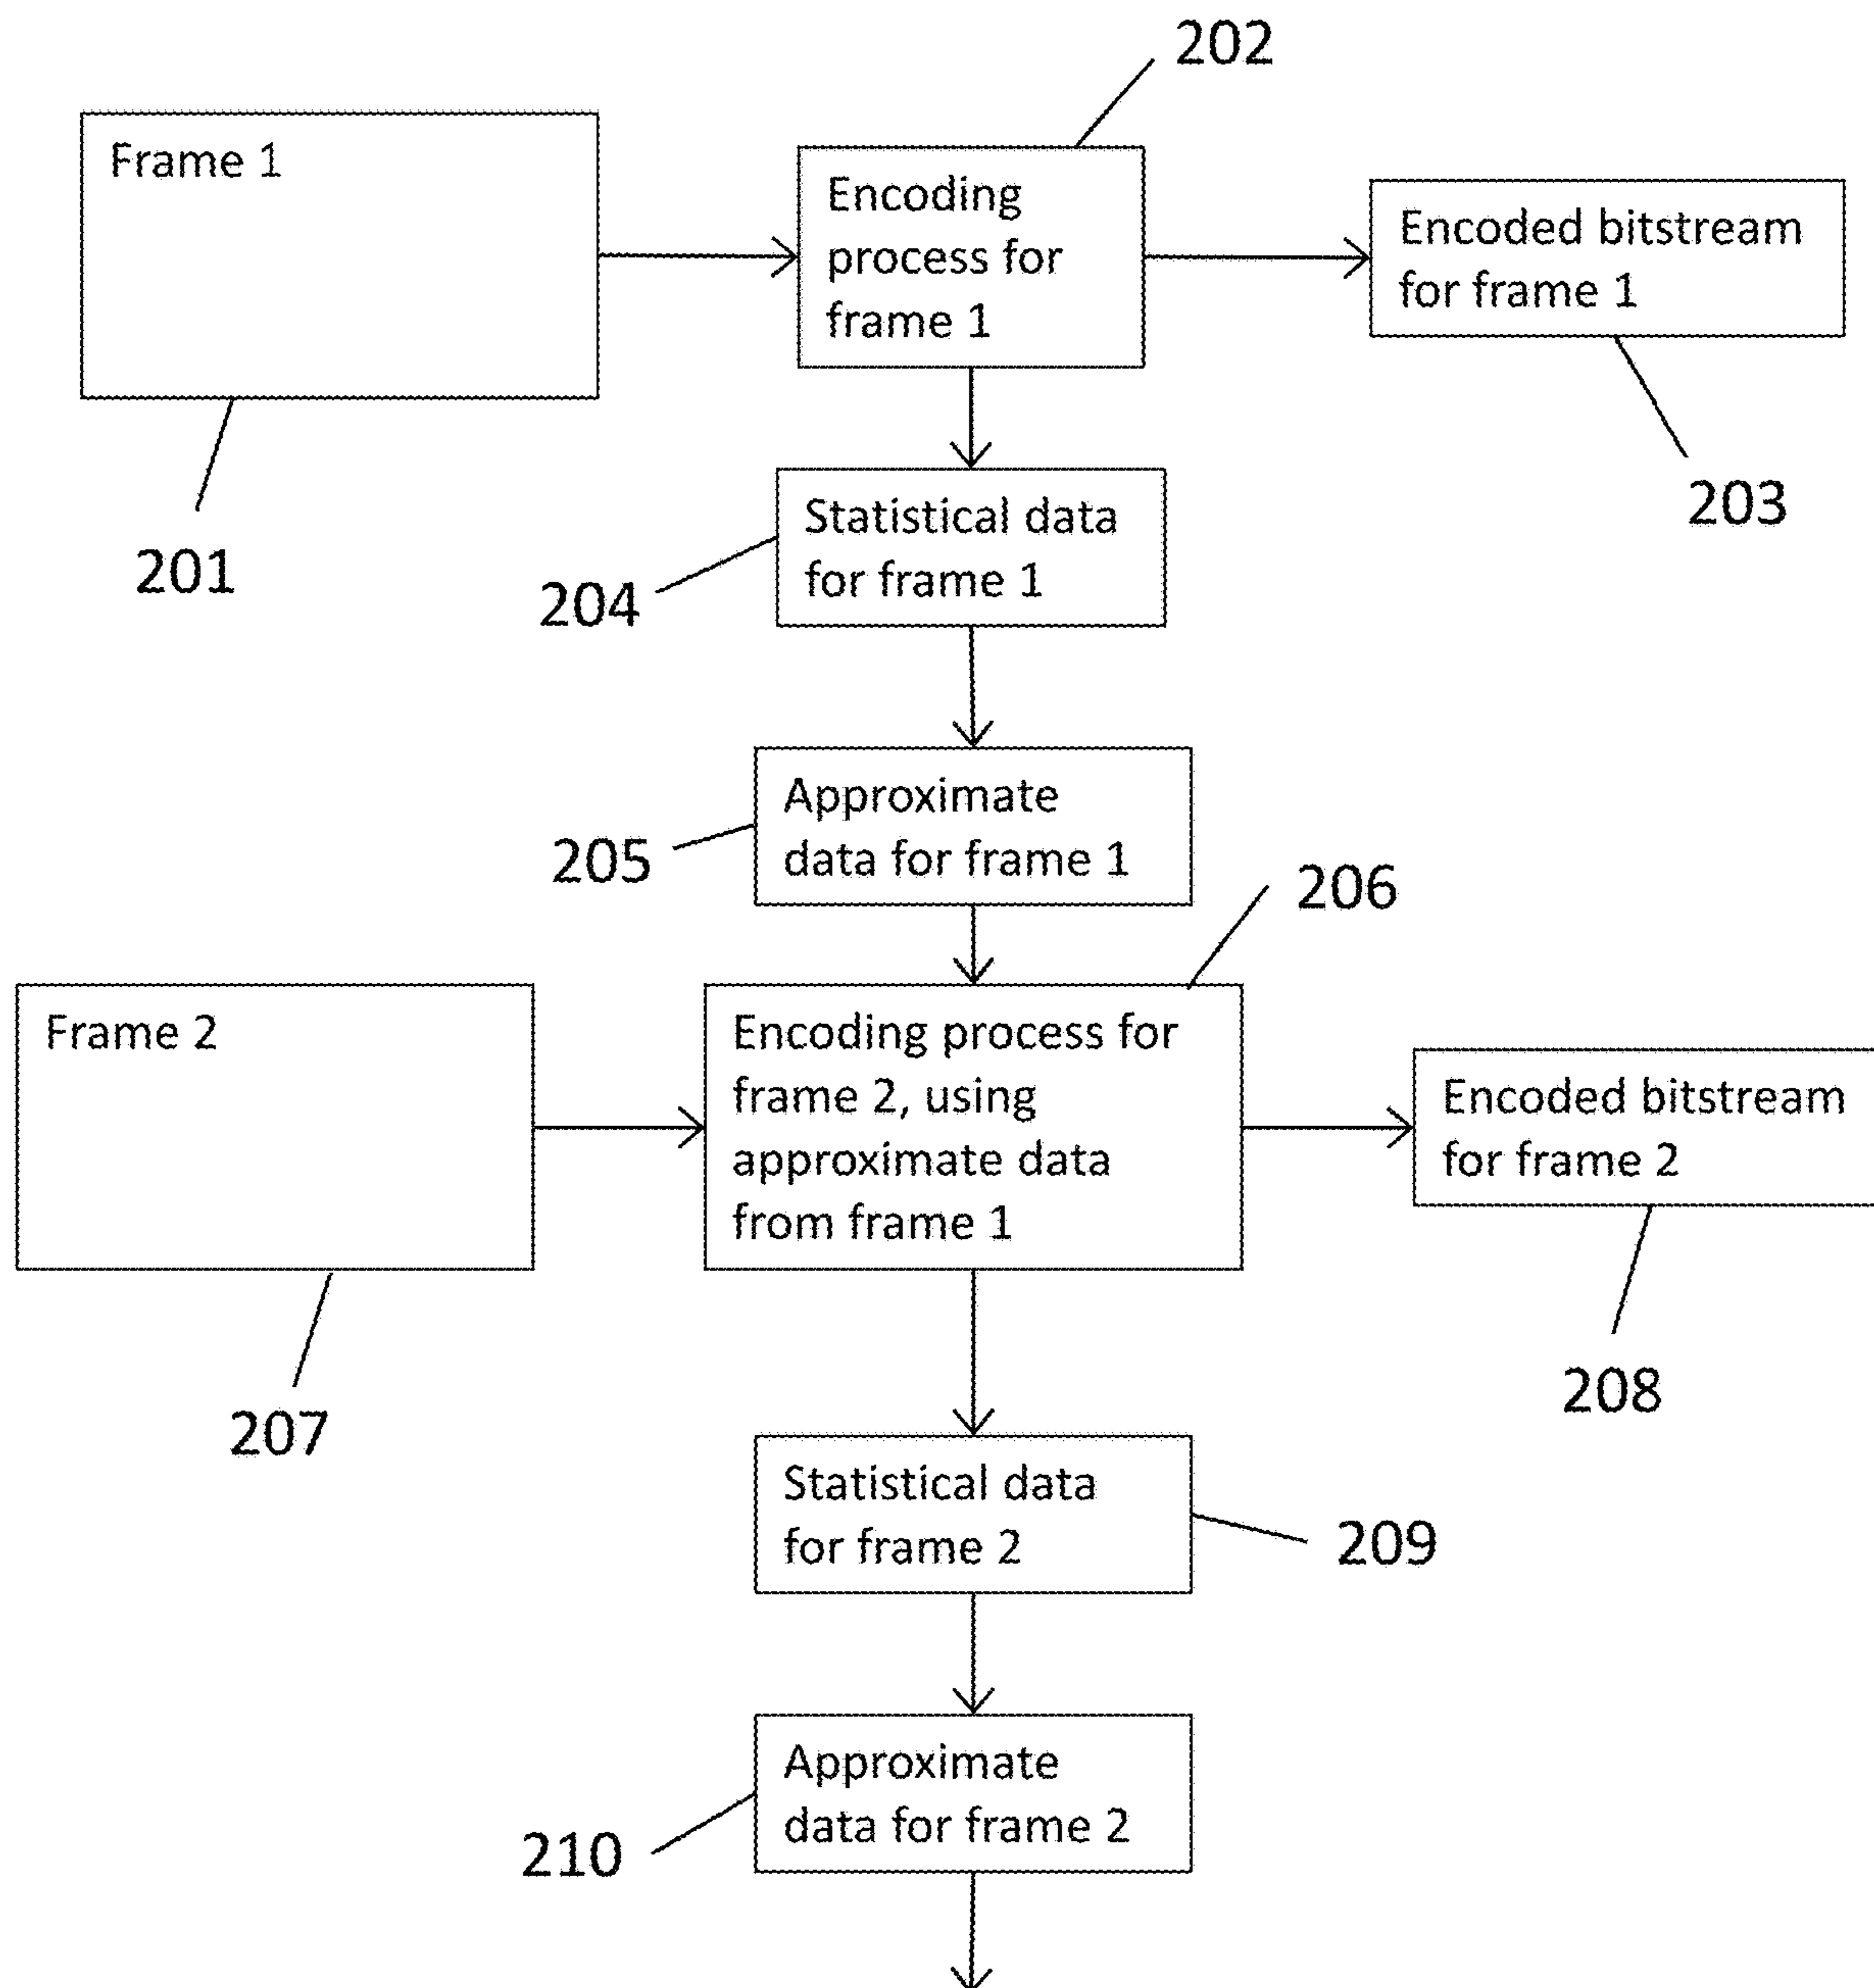 202
Frame 1
Encoding
process for
frame 1
Encoded bitstream
for frame 1
201
203
Statistical data
for frame 1
204
Approximate
data for frame 1
205
206
Frame 2
Encoding process for
frame 2, using
approximate data
from frame 1
Encoded bitstream
for frame 2
207
208
Statistical data
for frame 2
209
Approximate
data for frame 2
210